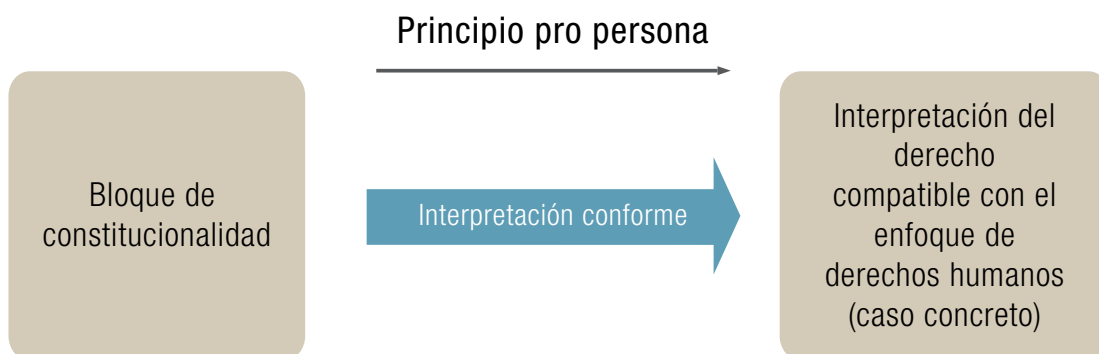 Principio pro persona
Bloque de
constitucionalidad
Interpretación conforme
Interpretación del
derecho
compatible con el
enfoque de
derechos humanos
(caso concreto)